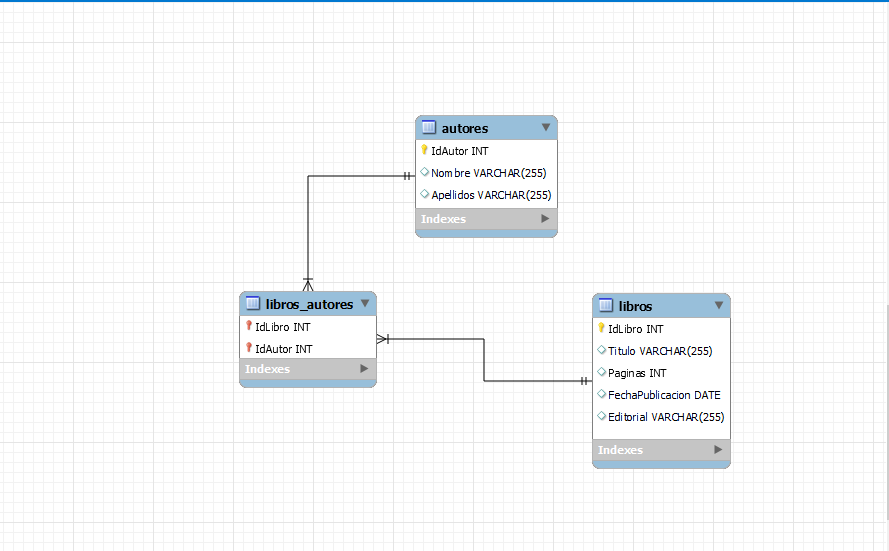 autores
IdAutor INT
Nombre VARCHAR(255)
Apellidos VARCHAR(255)
Indexes
libros_autores
IdLibro INT
IdAutor INT
Indexes
libros
IdLibro INT
Titulo VARCHAR(255)
Paginas INT
FechaPublicacion DATE
Editorial VARCHAR(255)
Indexes